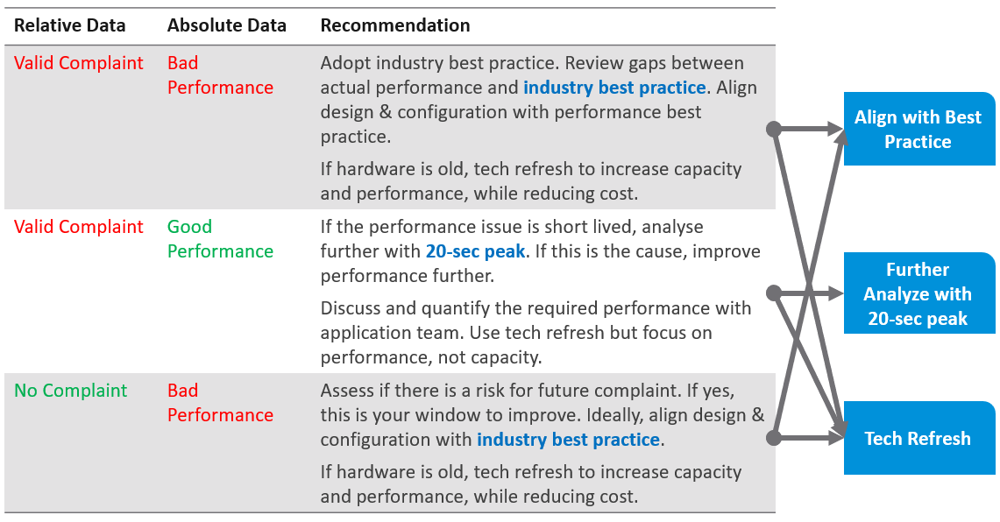 Relative Data Absolute Data Recommendation
Valid Complaint
Bad
Performance
Adopt industry best practice. Review gaps between
actual performance and industry best practice. Align
design & configuration with performance best
practice.
If hardware is old, tech refresh to increase capacity
and performance, while reducing cost.
Valid Complaint
Good
Performance
If the performance issue is short lived, analyse
further with 20-sec peak. If this is the cause, improve
performance further.
Discuss and quantify the required performance with
application team. Use tech refresh but focus on
performance, not capacity.
No Complaint
Bad
Performance
Assess if there is a risk for future complaint. If yes,
this is your window to improve. Ideally, align design &
configuration with industry best practice.
If hardware is old, tech refresh to increase capacity
and performance, while reducing cost.
Align with Best
Practice
Further
Analyze with
20-sec peak
Tech Refresh